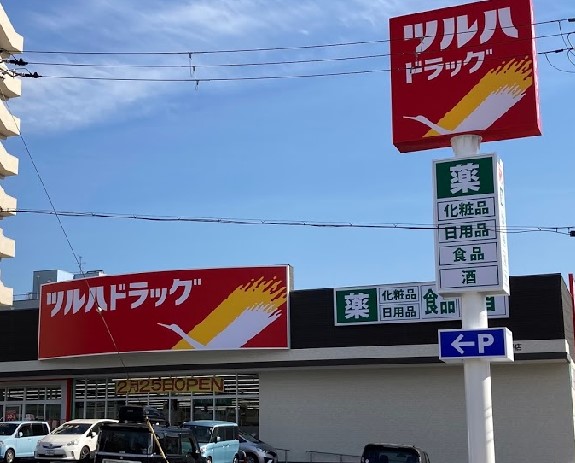 ツルハ
ドラッグ
薬
化粧品
日用品
食品
酒
←P
ツルハドラッグ
薬
化粧品
日用品
食品
2月25日OPEN